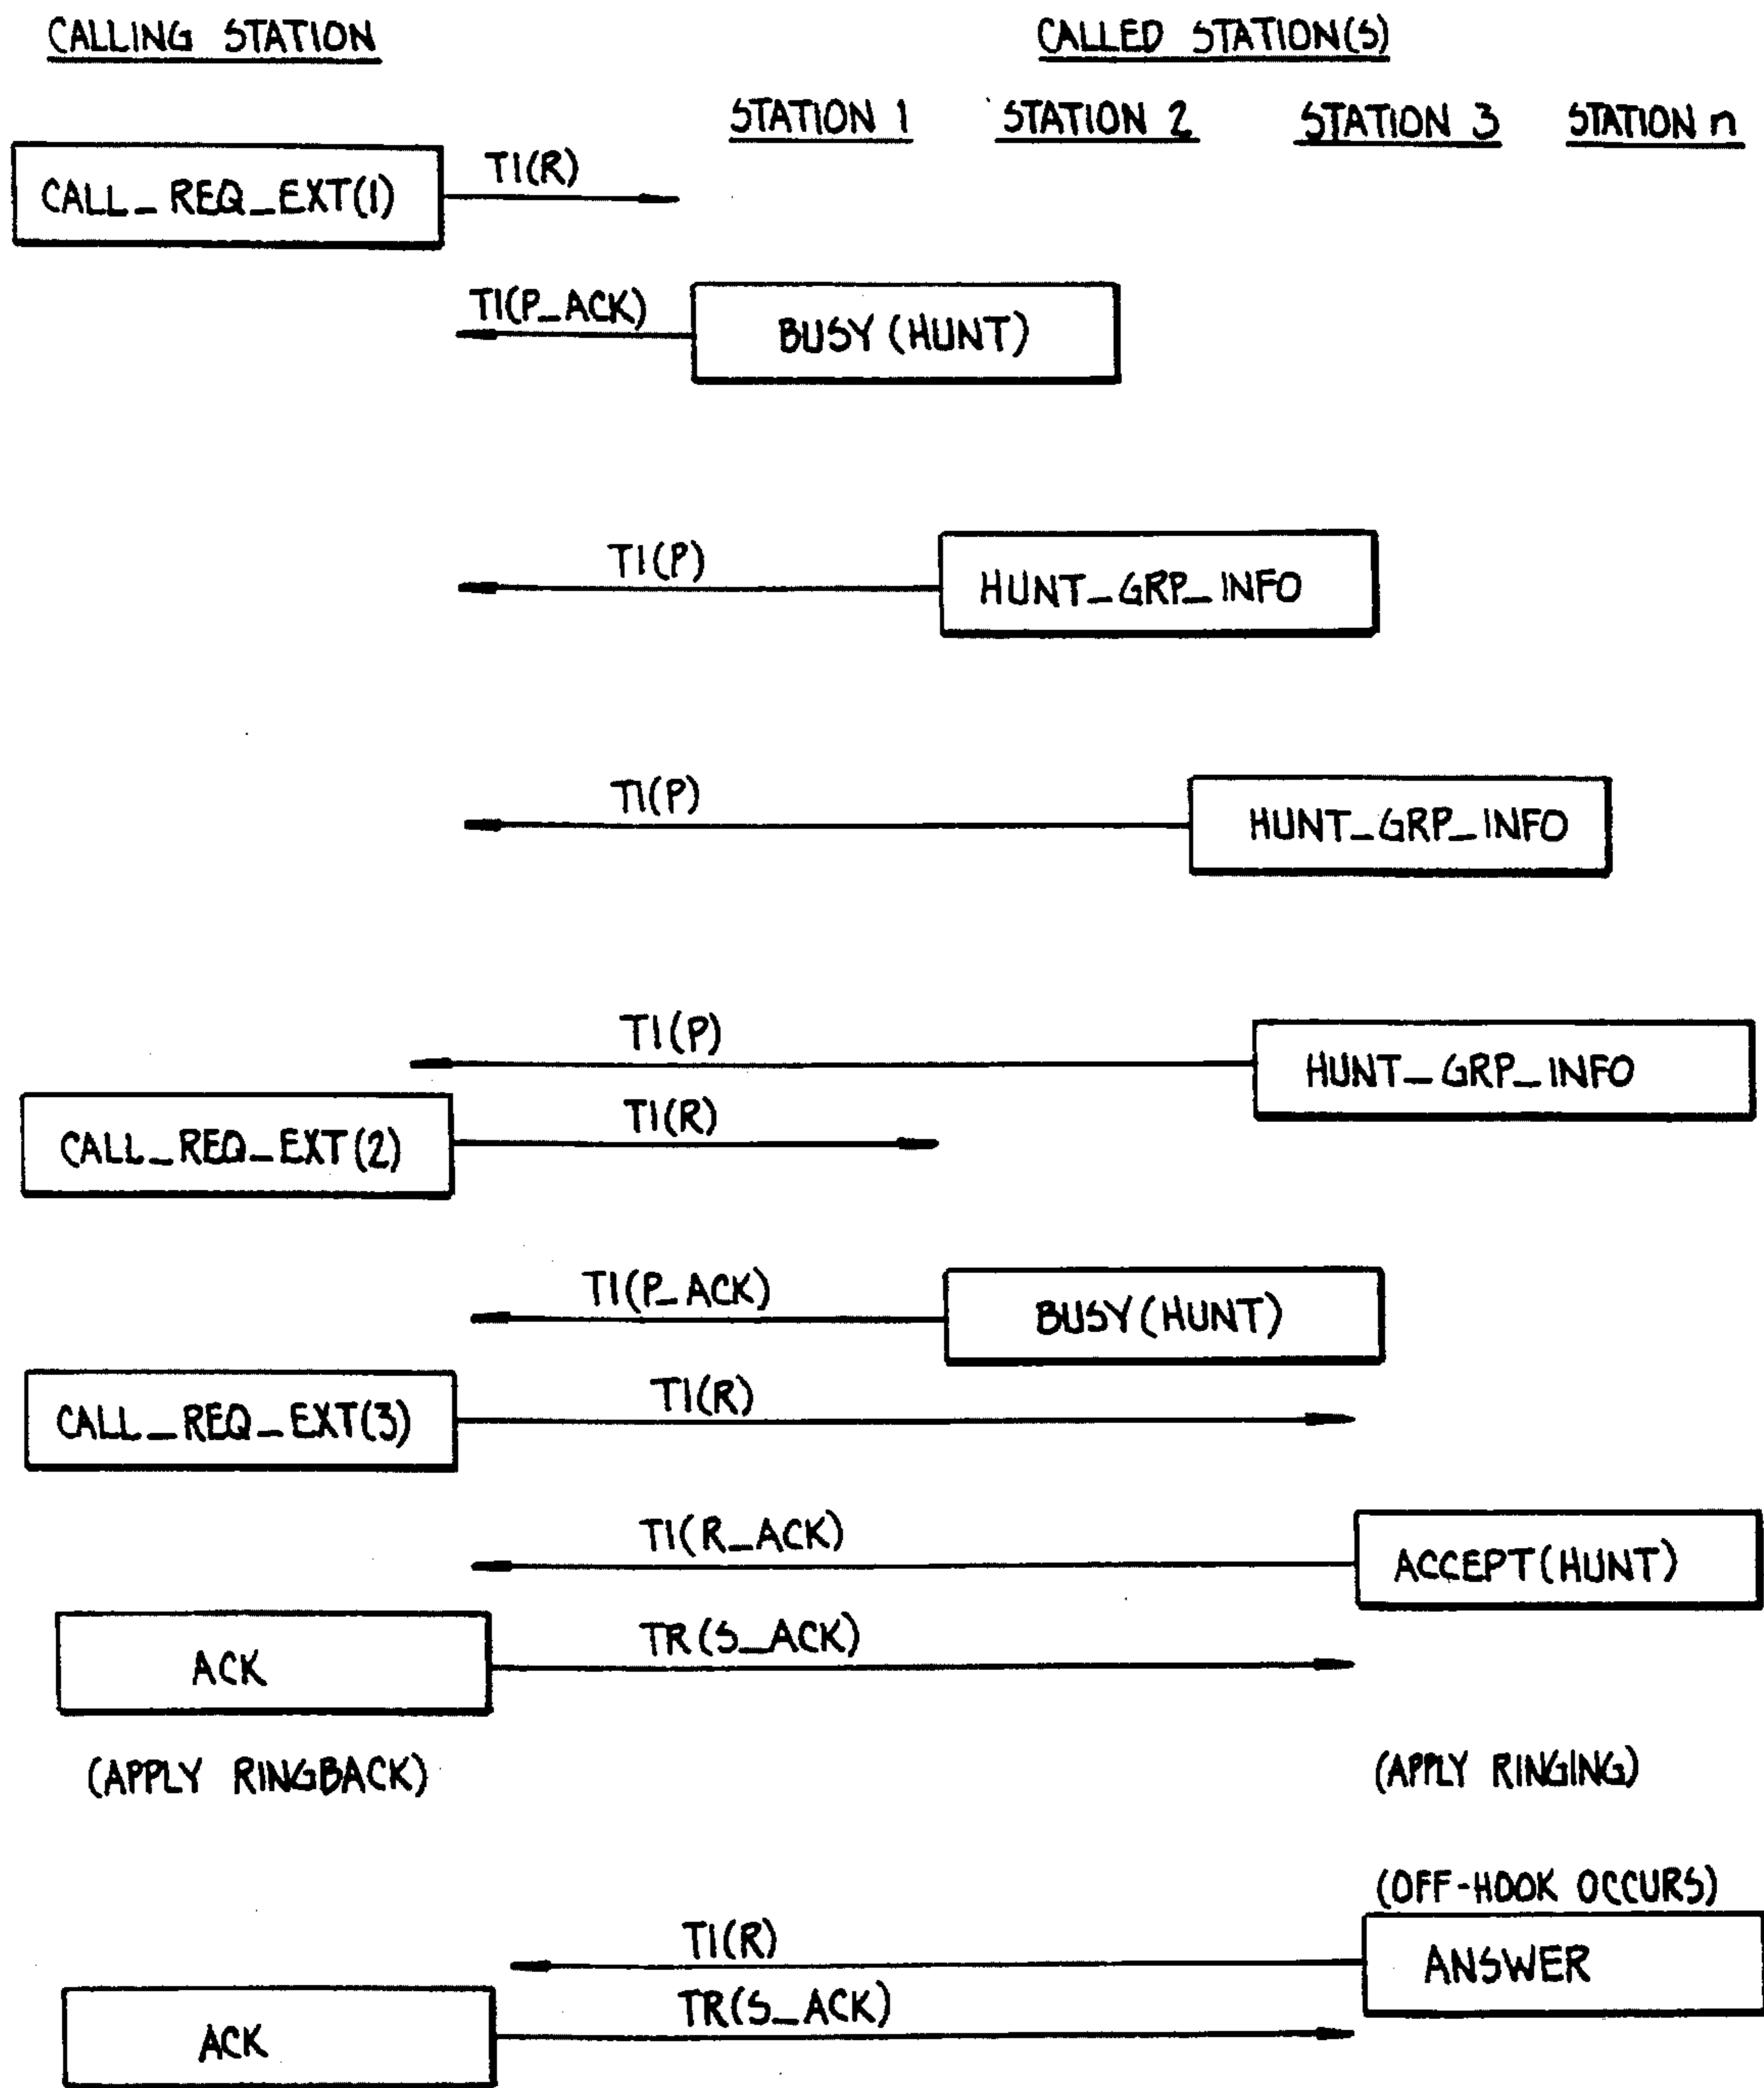 CALLING STATION
CALLED STATION(S)
STATION 1
STATION 2
STATION 3
STATION n
CALL_REQ_EXT(1)
TI(R)
TI(P_ACK)
BUSY (HUNT)
TI(P)
HUNT_GRP_INFO
TI(P)
HUNT_GRP_INFO
TI(P)
HUNT_GRP_INFO
CALL_REQ_EXT(2)
TI(R)
TI(P_ACK)
BUSY(HUNT)
CALL_REQ_EXT(3)
TI(R)
TI(R_ACK)
ACCEPT(HUNT)
ACK
TR(S_ACK)
(APPLY RINGBACK)
(APPLY RINGING)
(OFF-HOOK OCCURS)
TI(R)
ANSWER
ACK
TR(S_ACK)